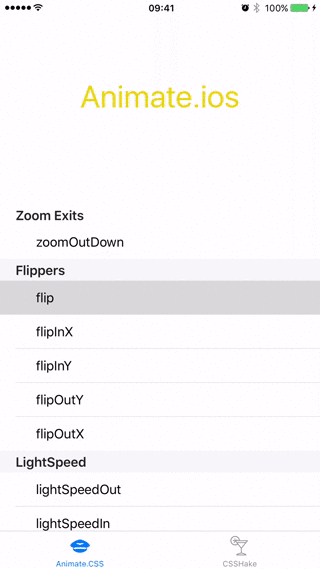 09:41 100%
Animate.ios
Zoom Exits
zoomOutDown
Flippers
flip
flipInX
flipInY
flipOutY
flipOutX
LightSpeed
lightSpeedOut
lightSpeedIn
Animate.CSS CSSHake